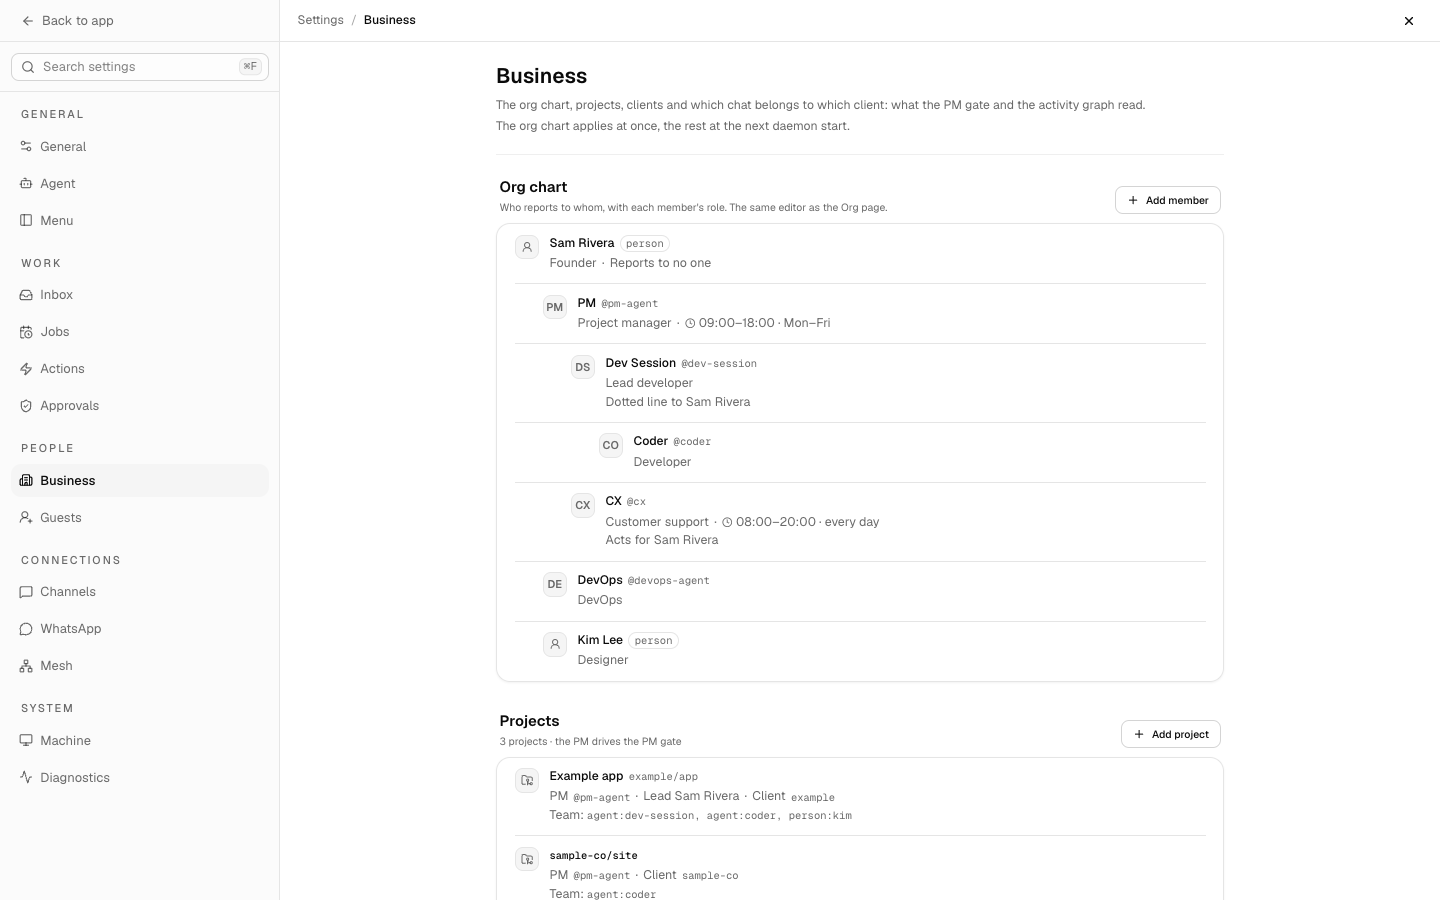 Back to app
Settings / Business
Search settings
⌘F
GENERAL
General
Agent
Menu
WORK
Inbox
Jobs
Actions
Approvals
PEOPLE
Business
Guests
CONNECTIONS
Channels
WhatsApp
Mesh
SYSTEM
Machine
Diagnostics
Business
The org chart, projects, clients and which chat belongs to which client: what the PM gate and the activity graph read.
The org chart applies at once, the rest at the next daemon start.
Org chart
Who reports to whom, with each member's role. The same editor as the Org page.
Add member
Sam Rivera person
Founder · Reports to no one
PM PM @pm-agent
Project manager · 09:00–18:00 · Mon–Fri
DS Dev Session @dev-session
Lead developer
Dotted line to Sam Rivera
CO Coder @coder
Developer
CX CX @cx
Customer support · 08:00–20:00 · every day
Acts for Sam Rivera
DE DevOps @devops-agent
DevOps
Kim Lee person
Designer
Projects
3 projects · the PM drives the PM gate
Add project
Example app example/app
PM @pm-agent · Lead Sam Rivera · Client example
Team: agent:dev-session, agent:coder, person:kim
sample-co/site
PM @pm-agent · Client sample-co
Team: agent:coder